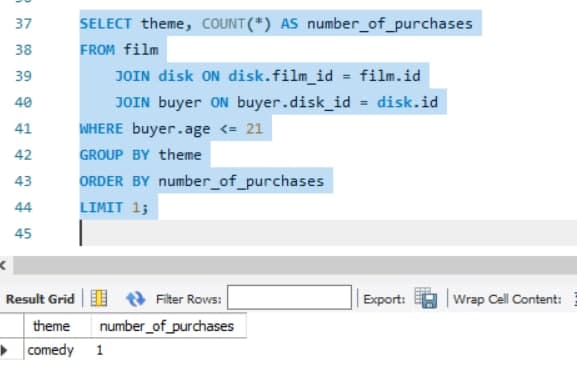 37 SELECT theme, COUNT(*) AS number_of_purchases
38 FROM film
39 JOIN disk ON disk.film_id = film.id
40 JOIN buyer ON buyer.disk_id = disk.id
41 WHERE buyer.age <= 21
42 GROUP BY theme
43 ORDER BY number_of_purchases
44 LIMIT 1;
45
Result Grid Filter Rows: Export: Wrap Cell Content:
theme number_of_purchases
comedy 1